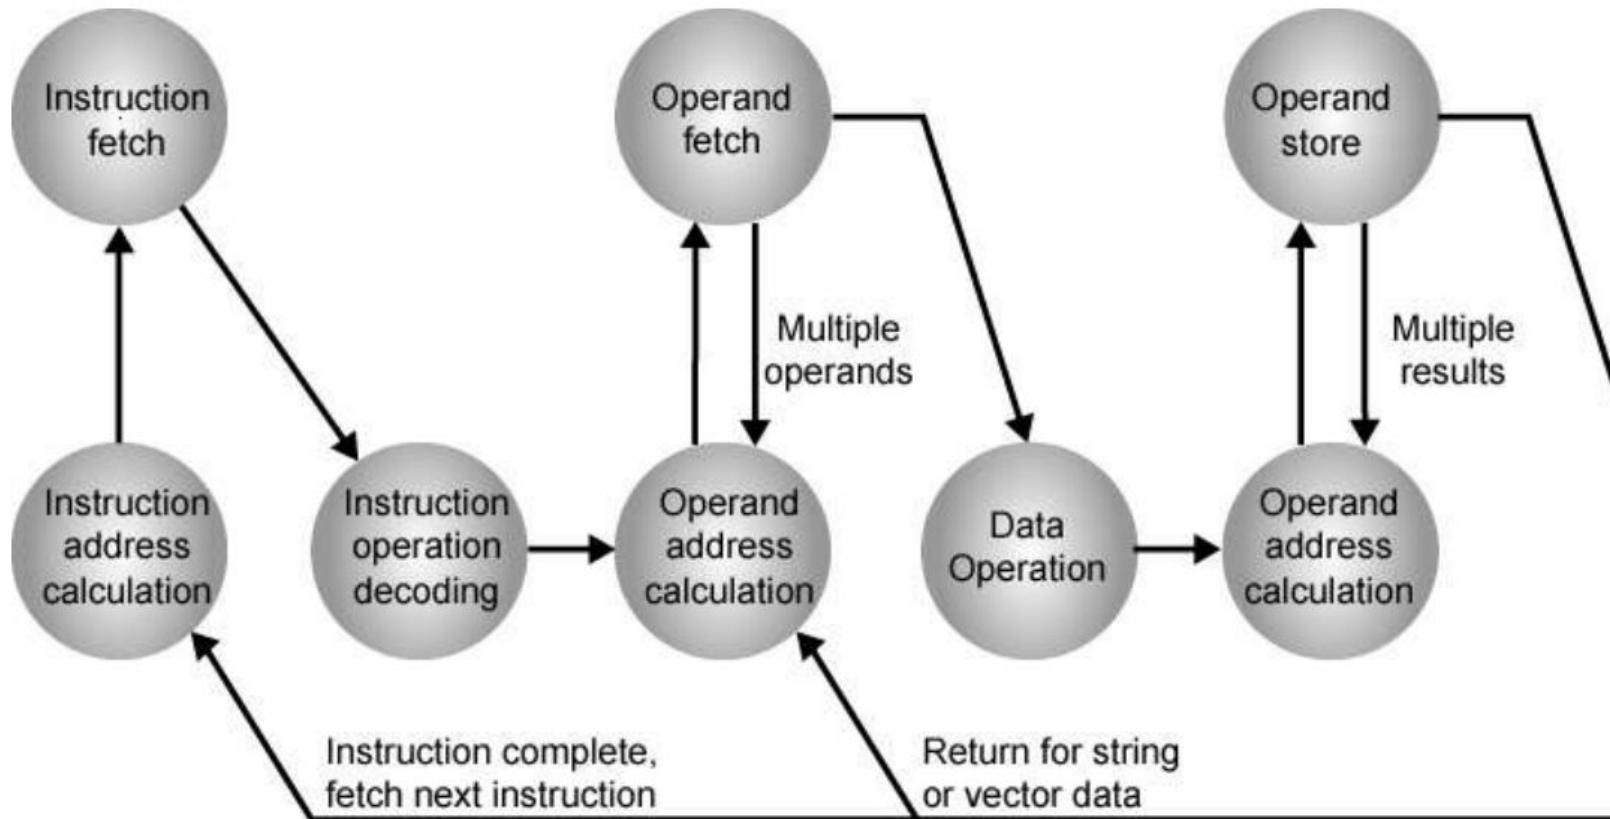 Instruction
fetch
Operand
fetch
Operand
store
Multiple
operands
Multiple
results
Instruction
address
calculation
Instruction
operation
decoding
Operand
address
calculation
Data
Operation
Operand
address
calculation
Instruction complete,
fetch next instruction
Return for string
or vector data